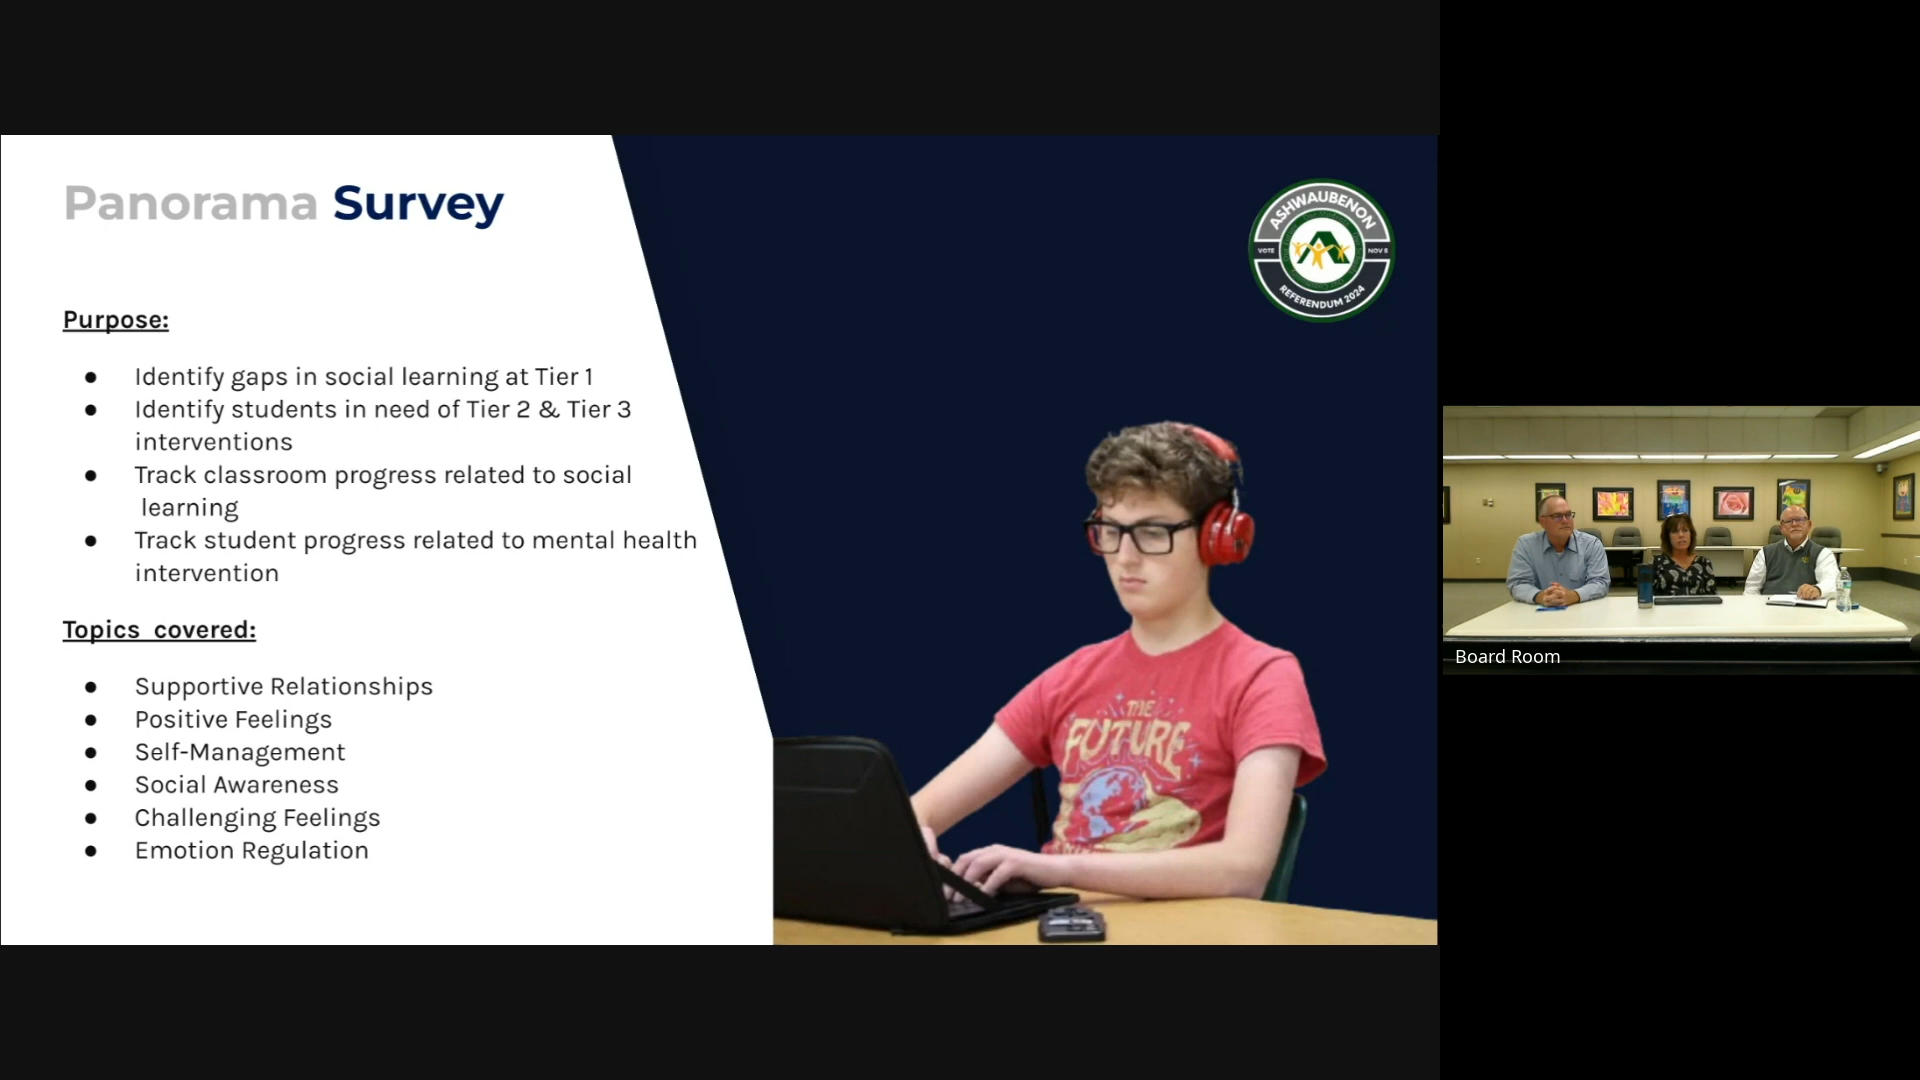 Panorama Survey
ASHWAUBENON
VOTE
NOV 5
REFERENDUM 2024
Purpose:
● Identify gaps in social learning at Tier 1
● Identify students in need of Tier 2 & Tier 3
interventions
● Track classroom progress related to social
learning
● Track student progress related to mental health
intervention
Topics covered:
● Supportive Relationships
● Positive Feelings
● Self-Management
● Social Awareness
● Challenging Feelings
● Emotion Regulation
THE
FUTURE
Board Room